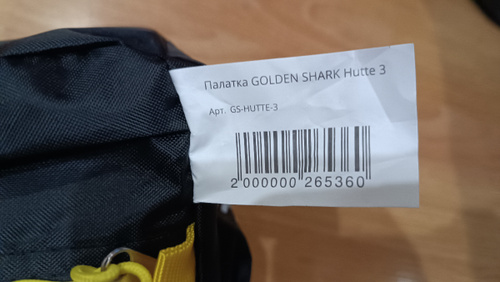 Палатка GOLDEN SHARK Hutte 3
Арт. GS-HUTTE-3
2 000000 265360